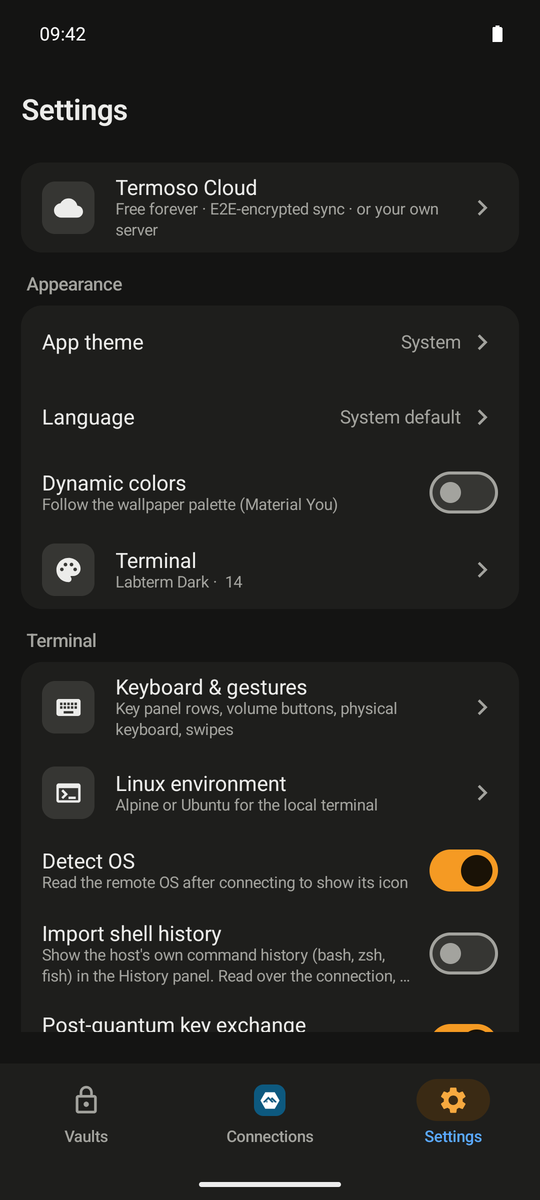 09:42
Settings
Termoso Cloud
Free forever · E2E-encrypted sync · or your own
server
Appearance
App theme
System
Language
System default
Dynamic colors
Follow the wallpaper palette (Material You)
Terminal
Labterm Dark · 14
Terminal
Keyboard & gestures
Key panel rows, volume buttons, physical
keyboard, swipes
Linux environment
Alpine or Ubuntu for the local terminal
Detect OS
Read the remote OS after connecting to show its icon
Import shell history
Show the host's own command history (bash, zsh,
fish) in the History panel. Read over the connection, …
Post-quantum key exchange
Vaults
Connections
Settings